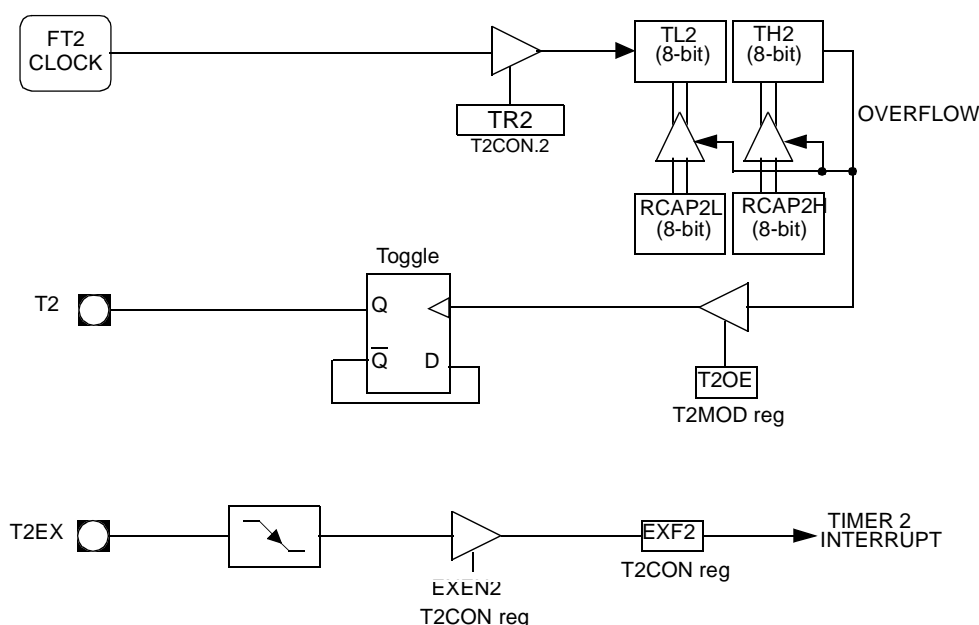 FT2
CLOCK
TL2
(8-bit)
TH2
(8-bit)
TR2
T2CON.2
OVERFLOW
RCAP2L
(8-bit)
RCAP2H
(8-bit)
Toggle
T2
Q
Q
D
T2OE
T2MOD reg
T2EX
EXEN2
T2CON reg
EXF2
T2CON reg
TIMER 2
INTERRUPT